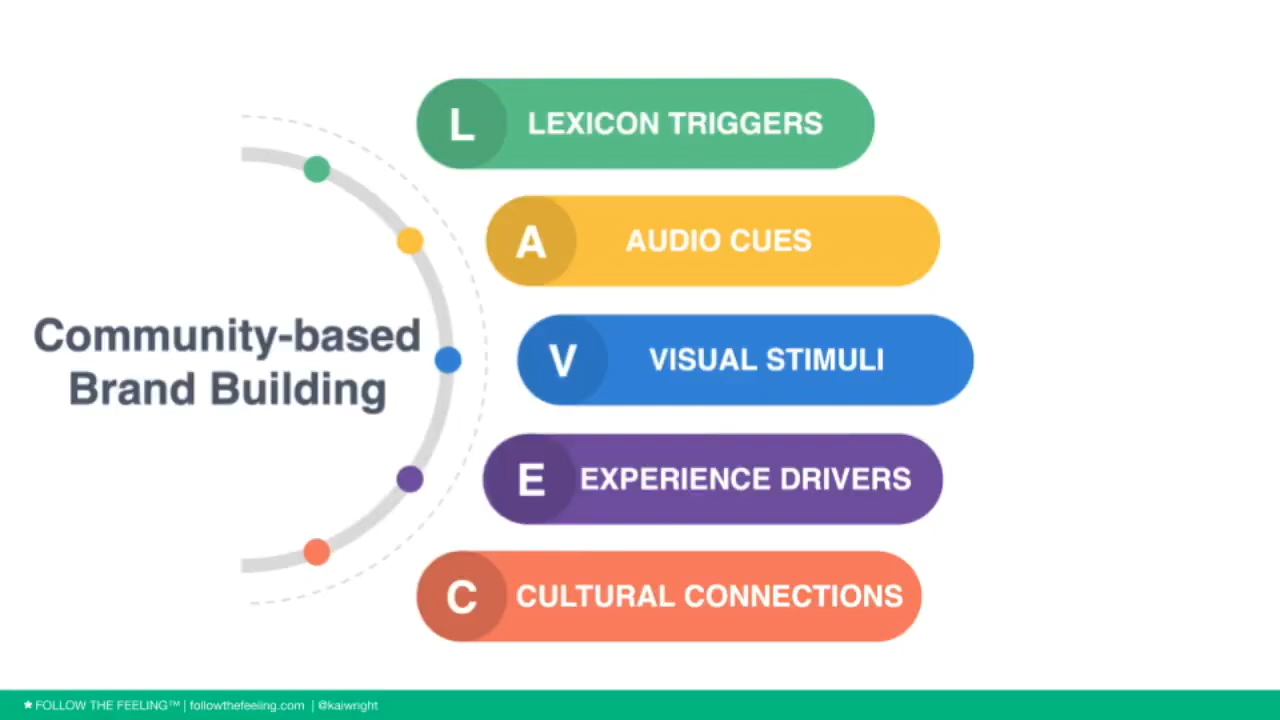 L LEXICON TRIGGERS
A AUDIO CUES
Community-based
Brand Building
V VISUAL STIMULI
E EXPERIENCE DRIVERS
C CULTURAL CONNECTIONS
* FOLLOW THE FEELING™ | followthefeeling.com | @kaiwright